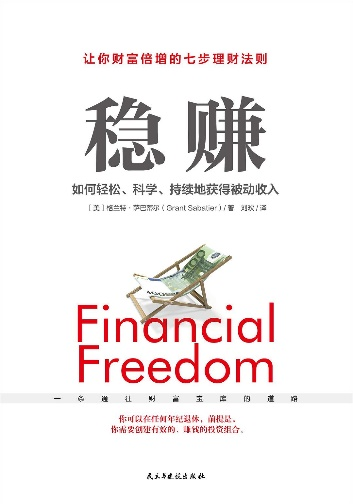 让你财富倍增的七步理财法则
稳赚
如何轻松、科学、持续地获得被动收入
[美]格兰特·萨巴蒂尔(Grant Sabatier)/著 刘欢/译
Financial
Freedom
一条通往财富宝库的道路
你可以在任何年纪退休,前提是,
你需要创建有效的、赚钱的投资组合。
民主与建设出版社